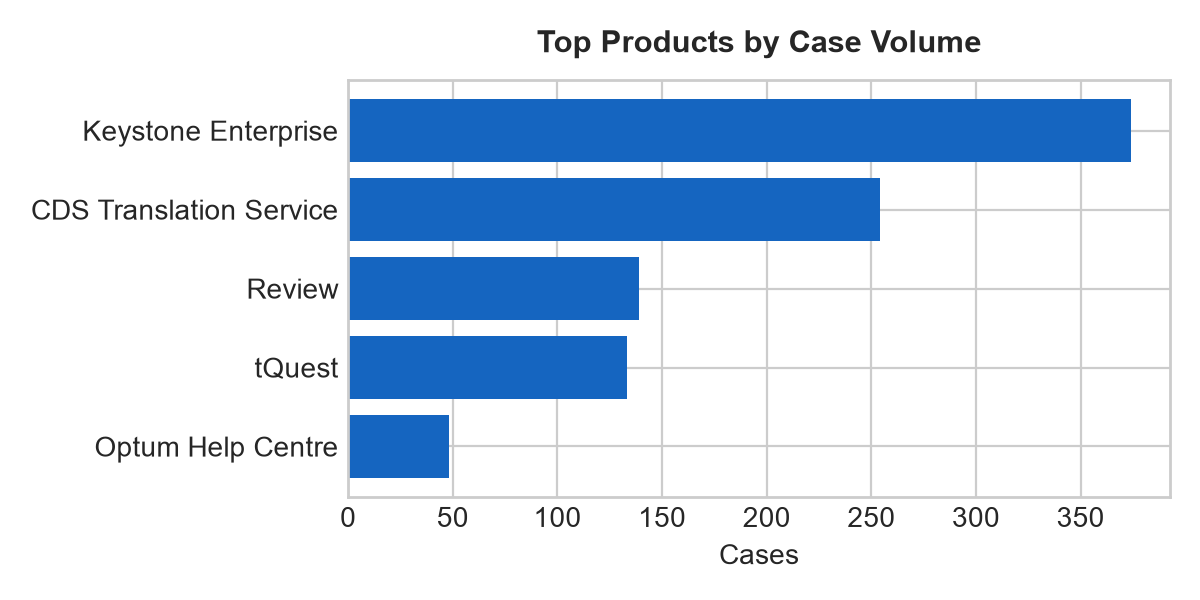 Top Products by Case Volume
Keystone Enterprise
CDS Translation Service
Review
tQuest
Optum Help Centre
0 50 100 150 200 250 300 350
Cases